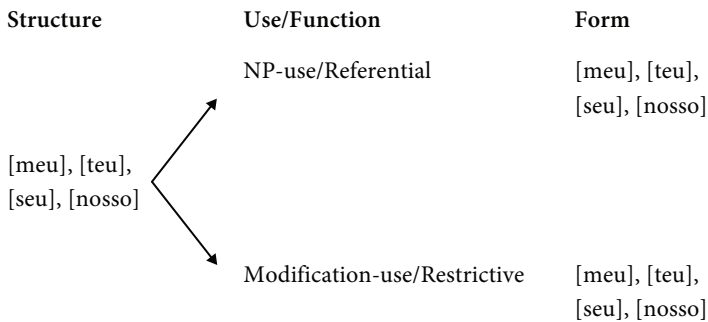 Structure Use/Function Form
NP-use/Referential [meu], [teu],
[seu], [nosso]
[meu], [teu],
[seu], [nosso]
Modification-use/Restrictive [meu], [teu],
[seu], [nosso]